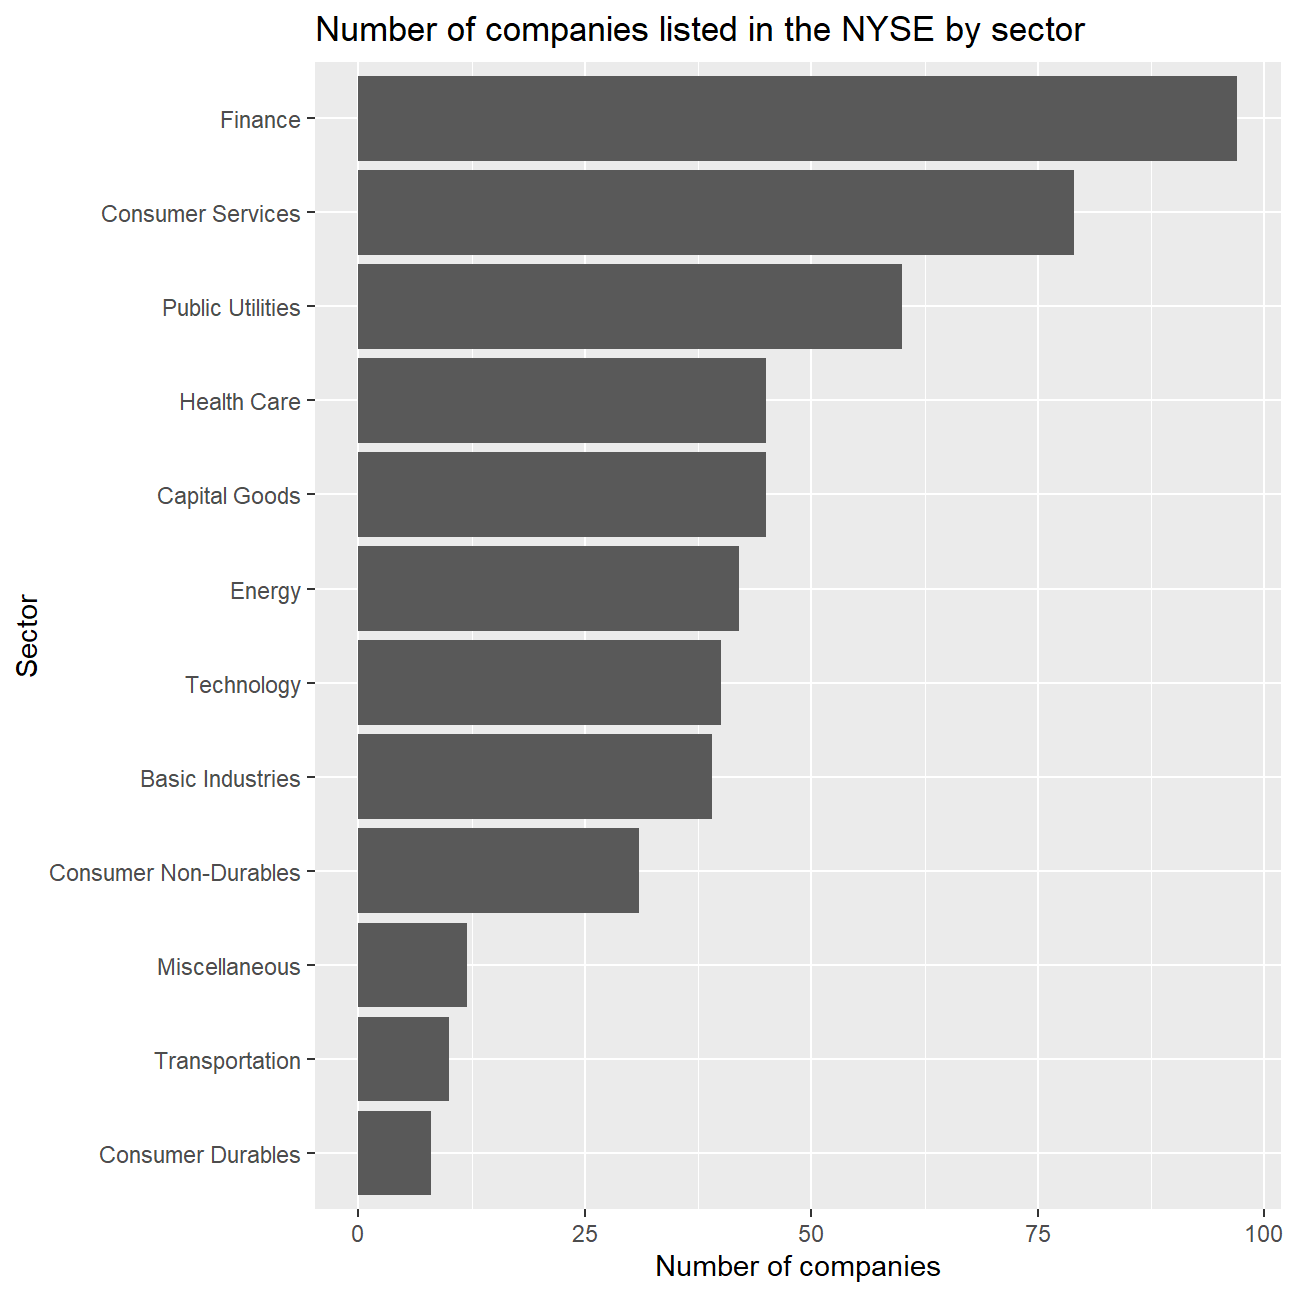 Number of companies listed in the NYSE by sector
Finance
Consumer Services
Public Utilities
Health Care
Capital Goods
Energy
Technology
Basic Industries
Consumer Non-Durables
Miscellaneous
Transportation
Consumer Durables
Sector
0 25 50 75 100
Number of companies